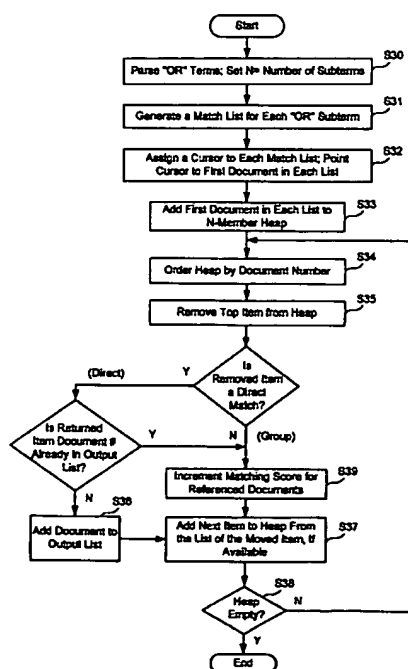 Start
S30
Parse "OR" Terms; Set N= Number of Subterms
S31
Generate a Match List for Each "OR" Subterm
S32
Assign a Cursor to Each Match List; Point
Cursor to First Document in Each List
S33
Add First Document in Each List to
N-Member Heap
S34
Order Heap by Document Number
S35
Remove Top Item from Heap
(Direct)
Y
Is
Removed Item
a Direct
Match?
Is Returned
Item Document #
Already in Output
List?
Y
N
(Group)
S39
Increment Matching Score for
Referenced Documents
N
S36
Add Document to
Output List
S37
Add Next Item to Heap From
the List of the Moved Item, If
Available
S38
Heap
Empty?
N
Y
End